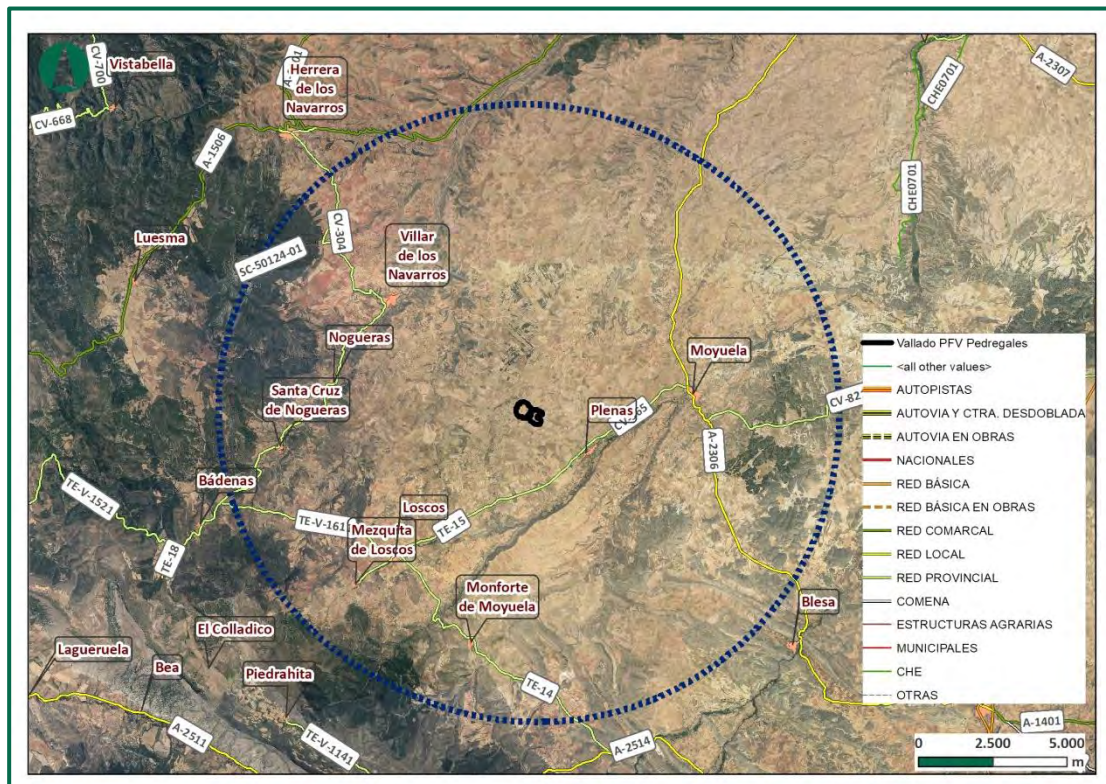 Vistabella
CV-700
CV-668
Herrera
de los
Navarros
A-1506
A-2307
CHE0701
CHE0701
Luesma
SC-50124-01
CV-304
Villar
de los
Navarros
Nogueras
Santa Cruz
de Nogueras
Moyuela
Plenas
A-2306
Bádenas
TE-V-1521
TE-18
TE-V-161
Loscos
TE-15
Mezquita
de Loscos
Monforte
de Moyuela
Blesa
El Colladico
Lagueruela
Bea
Piedrahita
TE-14
A-2511
TE-V-1141
A-2514
A-1401
Vallado PFV Pedregales
<all other values>
AUTOPISTAS
AUTOVIA Y CTRA. DESDOBLADA
AUTOVIA EN OBRAS
NACIONALES
RED BÁSICA
RED BÁSICA EN OBRAS
RED COMARCAL
RED LOCAL
RED PROVINCIAL
COMENA
ESTRUCTURAS AGRARIAS
MUNICIPALES
CHE
OTRAS
0 2.500 5.000
m